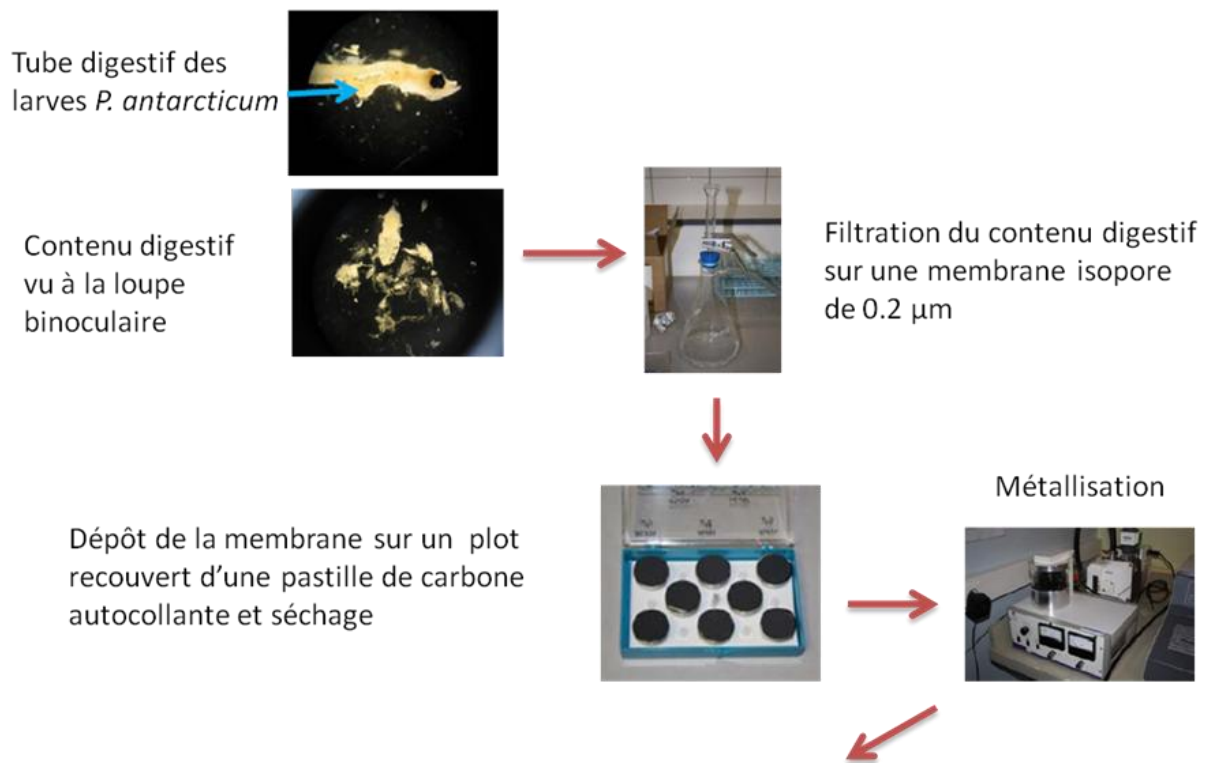 Tube digestif des
larves P. antarcticum
Contenu digestif
vu à la loupe
binoculaire
Filtration du contenu digestif
sur une membrane isopore
de 0.2 µm
Dépôt de la membrane sur un plot
recouvert d’une pastille de carbone
autocollante et séchage
Métallisation